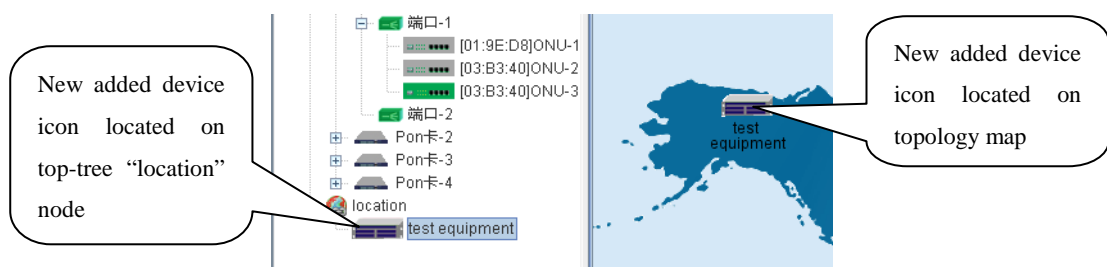 New added device
icon located on
top-tree “location”
node
端口-1
[01:9E:D8]ONU-1
[03:B3:40]ONU-2
[03:B3:40]ONU-3
端口-2
Pon卡-2
Pon卡-3
Pon卡-4
location
test equipment
test
equipment
New added device
icon located on
topology map